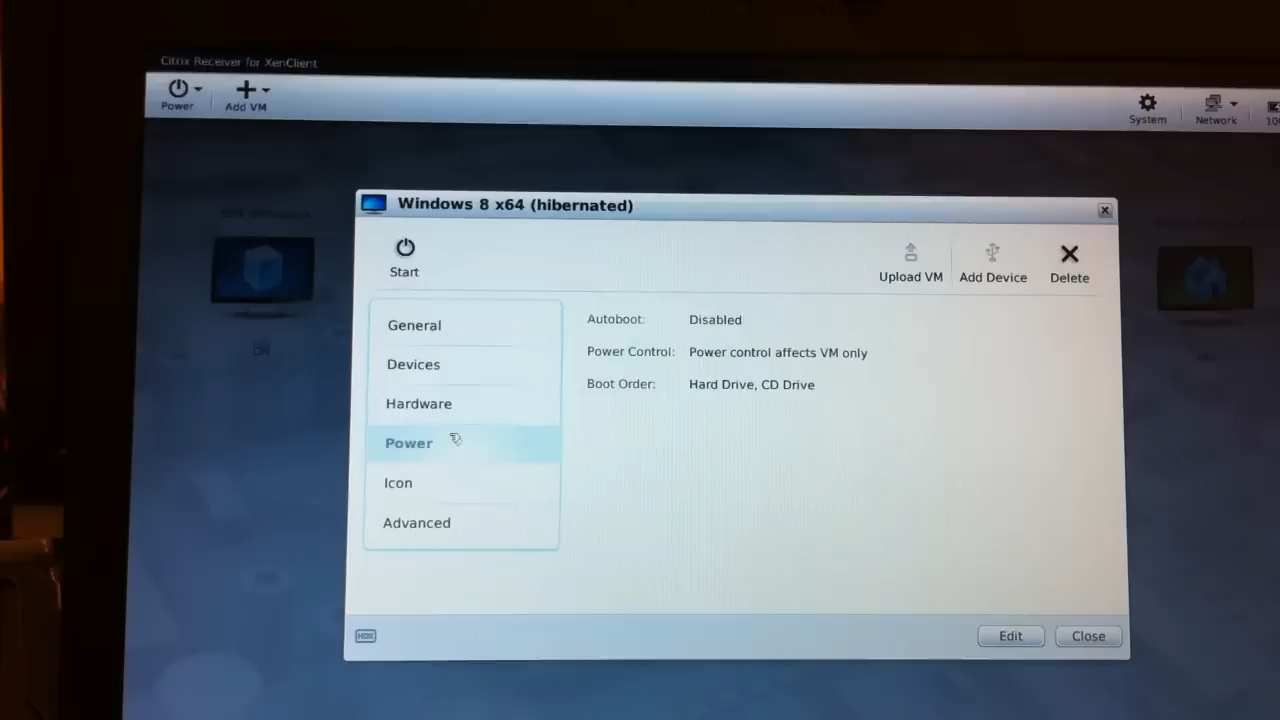 Citrix Receiver for XenClient
Power
Add VM
System
Network
10
Windows 8 x64 (hibernated)
Start
Upload VM
Add Device
Delete
General
Devices
Hardware
Power
Icon
Advanced
Autoboot: Disabled
Power Control: Power control affects VM only
Boot Order: Hard Drive, CD Drive
ON
HDX
Edit
Close